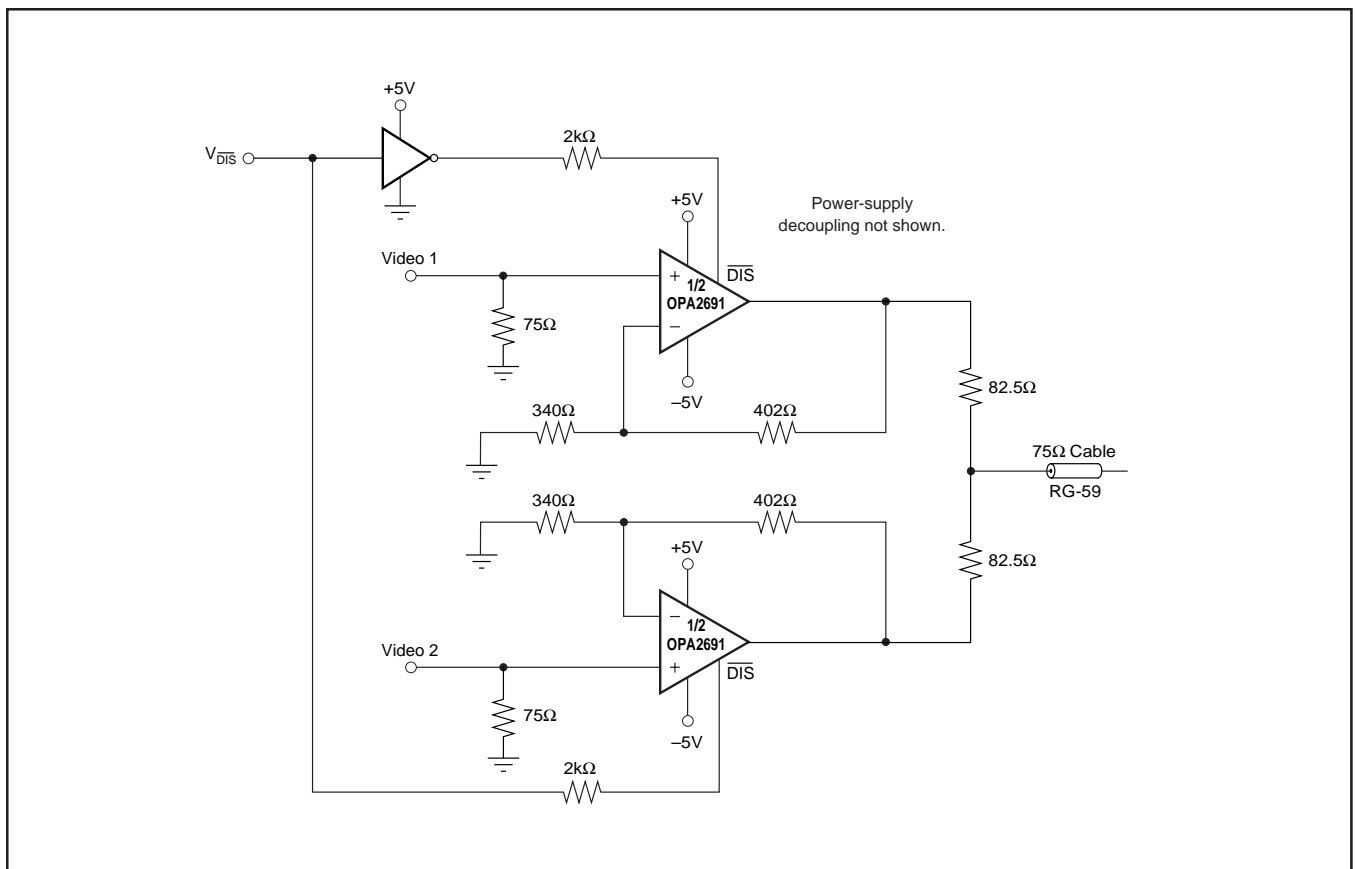 +5V
V DIS
2kΩ
+5V
Power-supply
decoupling not shown.
Video 1
DIS
+
1/2
OPA2691
75Ω
−
–5V
82.5Ω
340Ω
402Ω
75Ω Cable
RG-59
340Ω
402Ω
+5V
82.5Ω
−
1/2
OPA2691
Video 2
+
DIS
75Ω
–5V
2kΩ